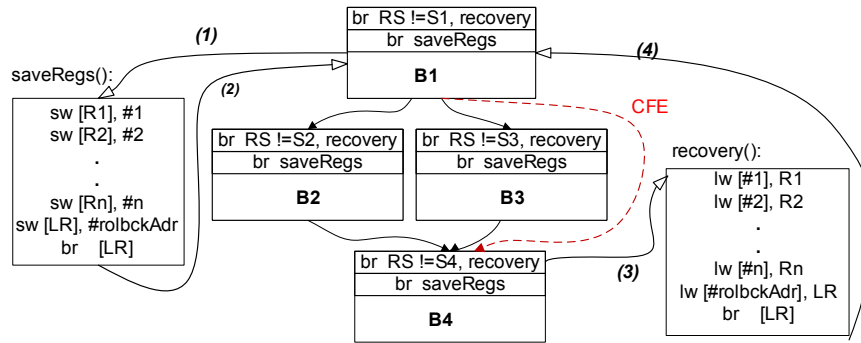 br RS !=S1, recovery
br saveRegs
B1
(1)
(2)
(4)
saveRegs():
sw [R1], #1
sw [R2], #2
.
.
sw [Rn], #n
sw [LR], #rolbckAdr
br [LR]
CFE
br RS !=S2, recovery
br saveRegs
B2
br RS !=S3, recovery
br saveRegs
B3
recovery():
lw [#1], R1
lw [#2], R2
.
.
lw [#n], Rn
lw [#rolbckAdr], LR
br [LR]
(3)
br RS !=S4, recovery
br saveRegs
B4